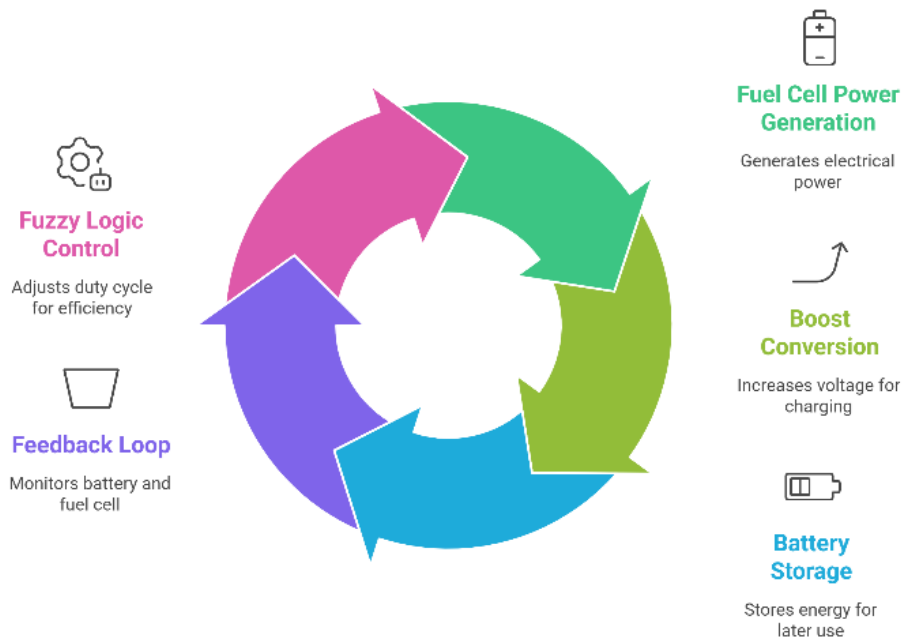 Fuel Cell Power
Generation
Generates electrical
power
Boost
Conversion
Increases voltage for
charging
Battery
Storage
Stores energy for
later use
Feedback Loop
Monitors battery and
fuel cell
Fuzzy Logic
Control
Adjusts duty cycle
for efficiency